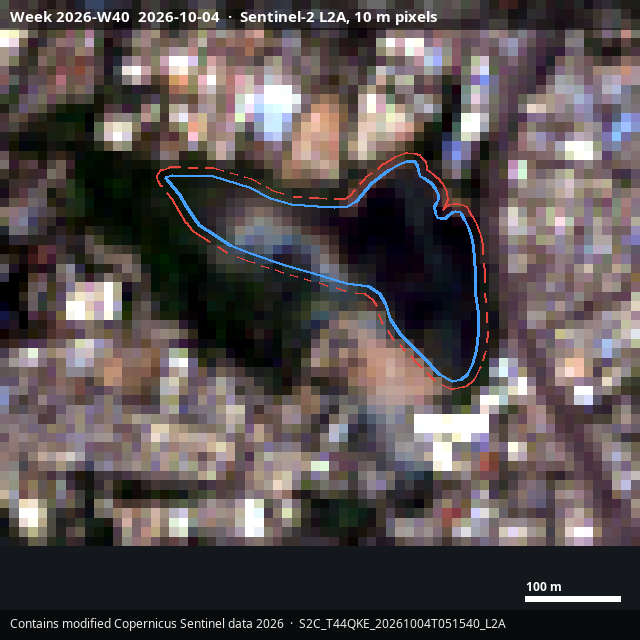 Week 2026-W40 2026-10-04 · Sentinel-2 L2A, 10 m pixels
100 m
Contains modified Copernicus Sentinel data 2026 · S2C_T44QKE_20261004T051540_L2A